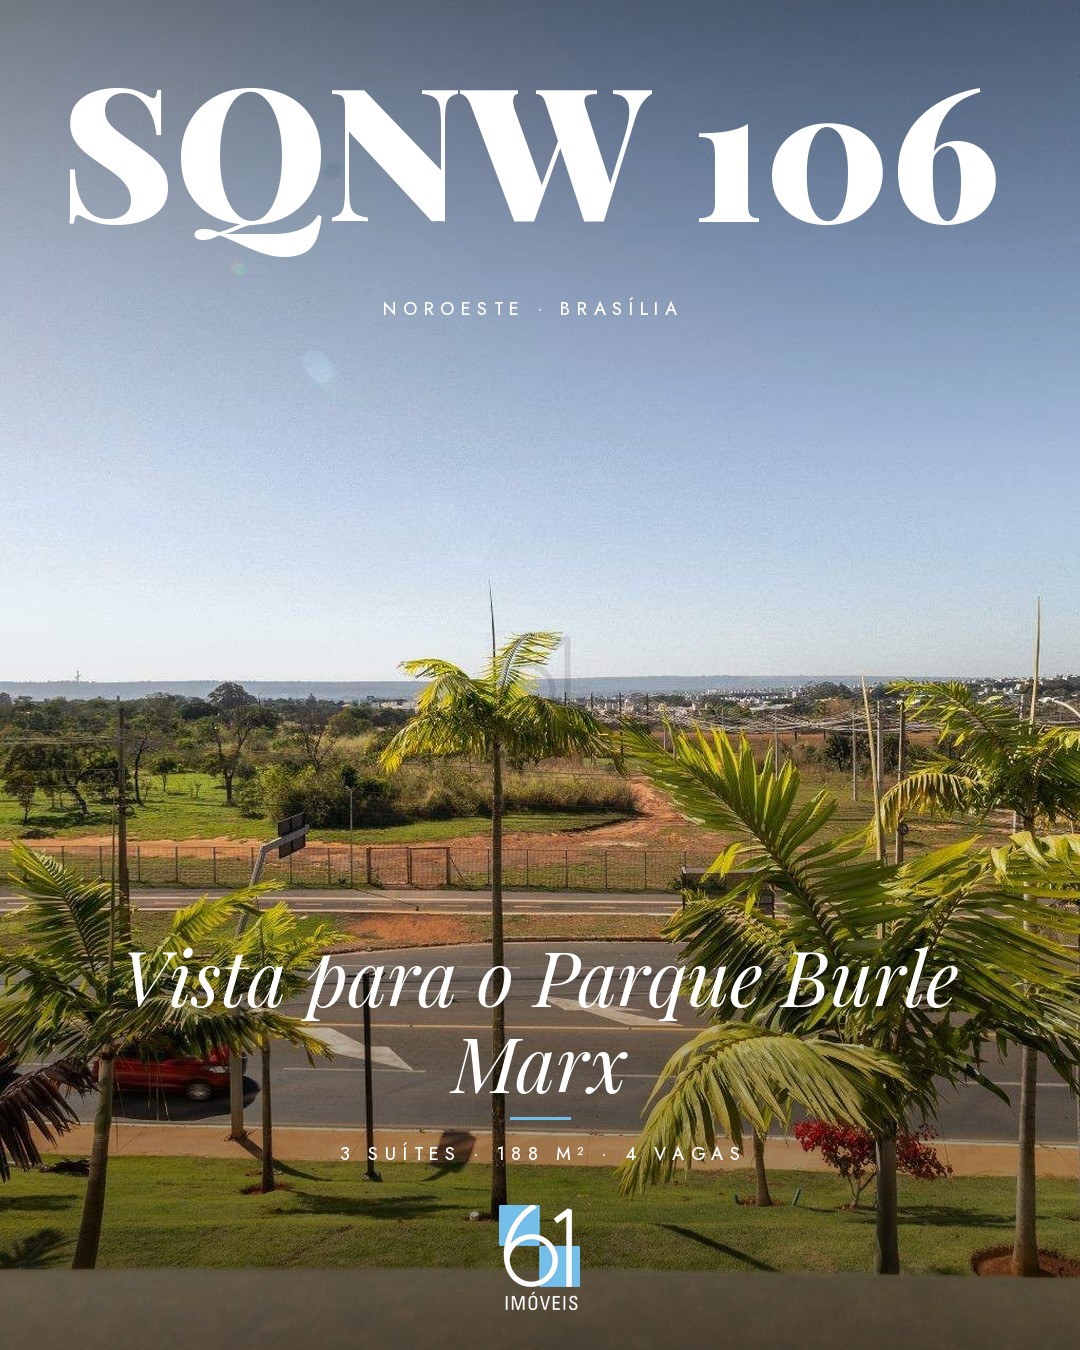 SQNW 106
NOROESTE · BRASÍLIA
Vista para o Parque Burle
Marx
3 SUÍTES · 188 M² · 4 VAGAS
61
IMÓVEIS